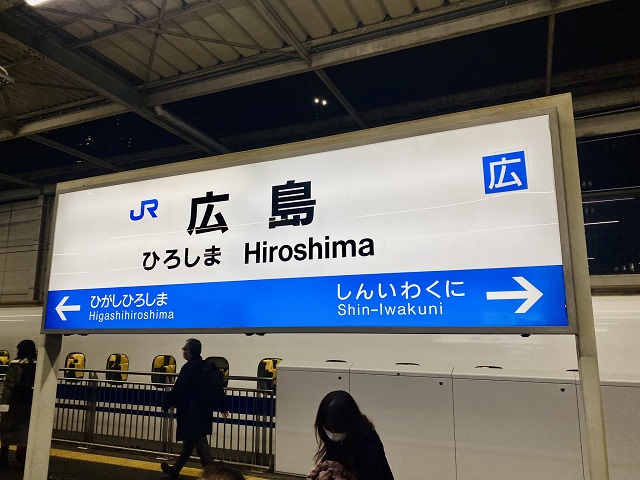 JR 広島 広
ひろしま Hiroshima
← ひがしひろしま
Higashihiroshima
しんいわくに →
Shin-Iwakuni